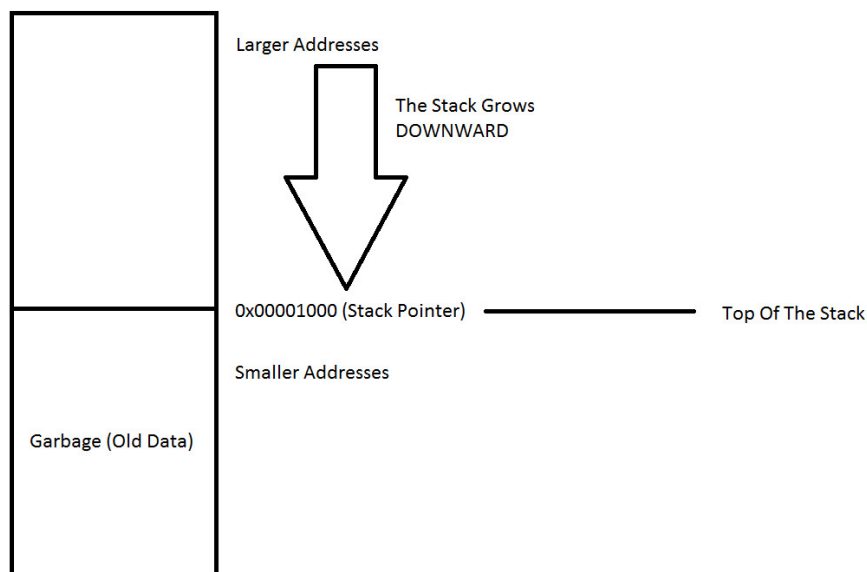 Larger Addresses
The Stack Grows
DOWNWARD
0x00001000 (Stack Pointer)
Top Of The Stack
Smaller Addresses
Garbage (Old Data)